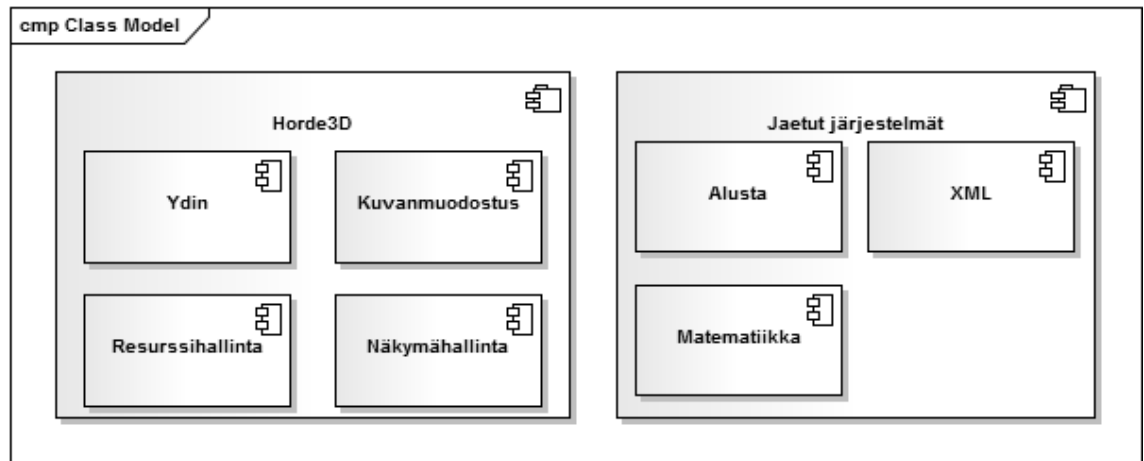 cmp Class Model
Horde3D
Ydin
Kuvanmuodostus
Resurssihallinta
Näkymähallinta
Jaetut järjestelmät
Alusta
XML
Matematiikka